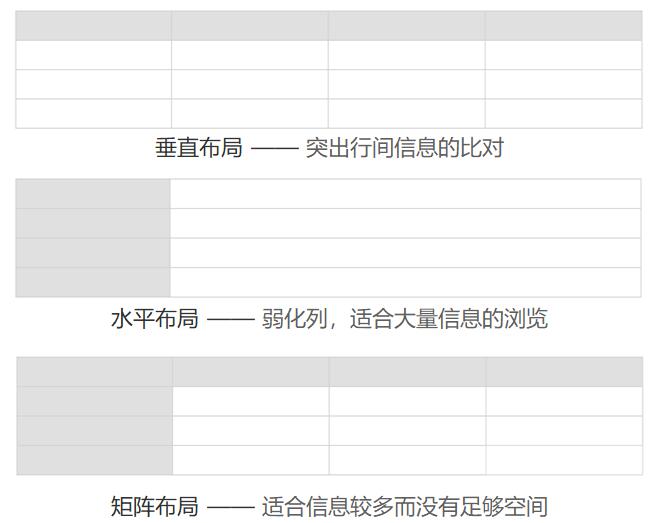 垂直布局 —— 突出行间信息的比对
水平布局 —— 弱化列，适合大量信息的浏览
矩阵布局 —— 适合信息较多而没有足够空间